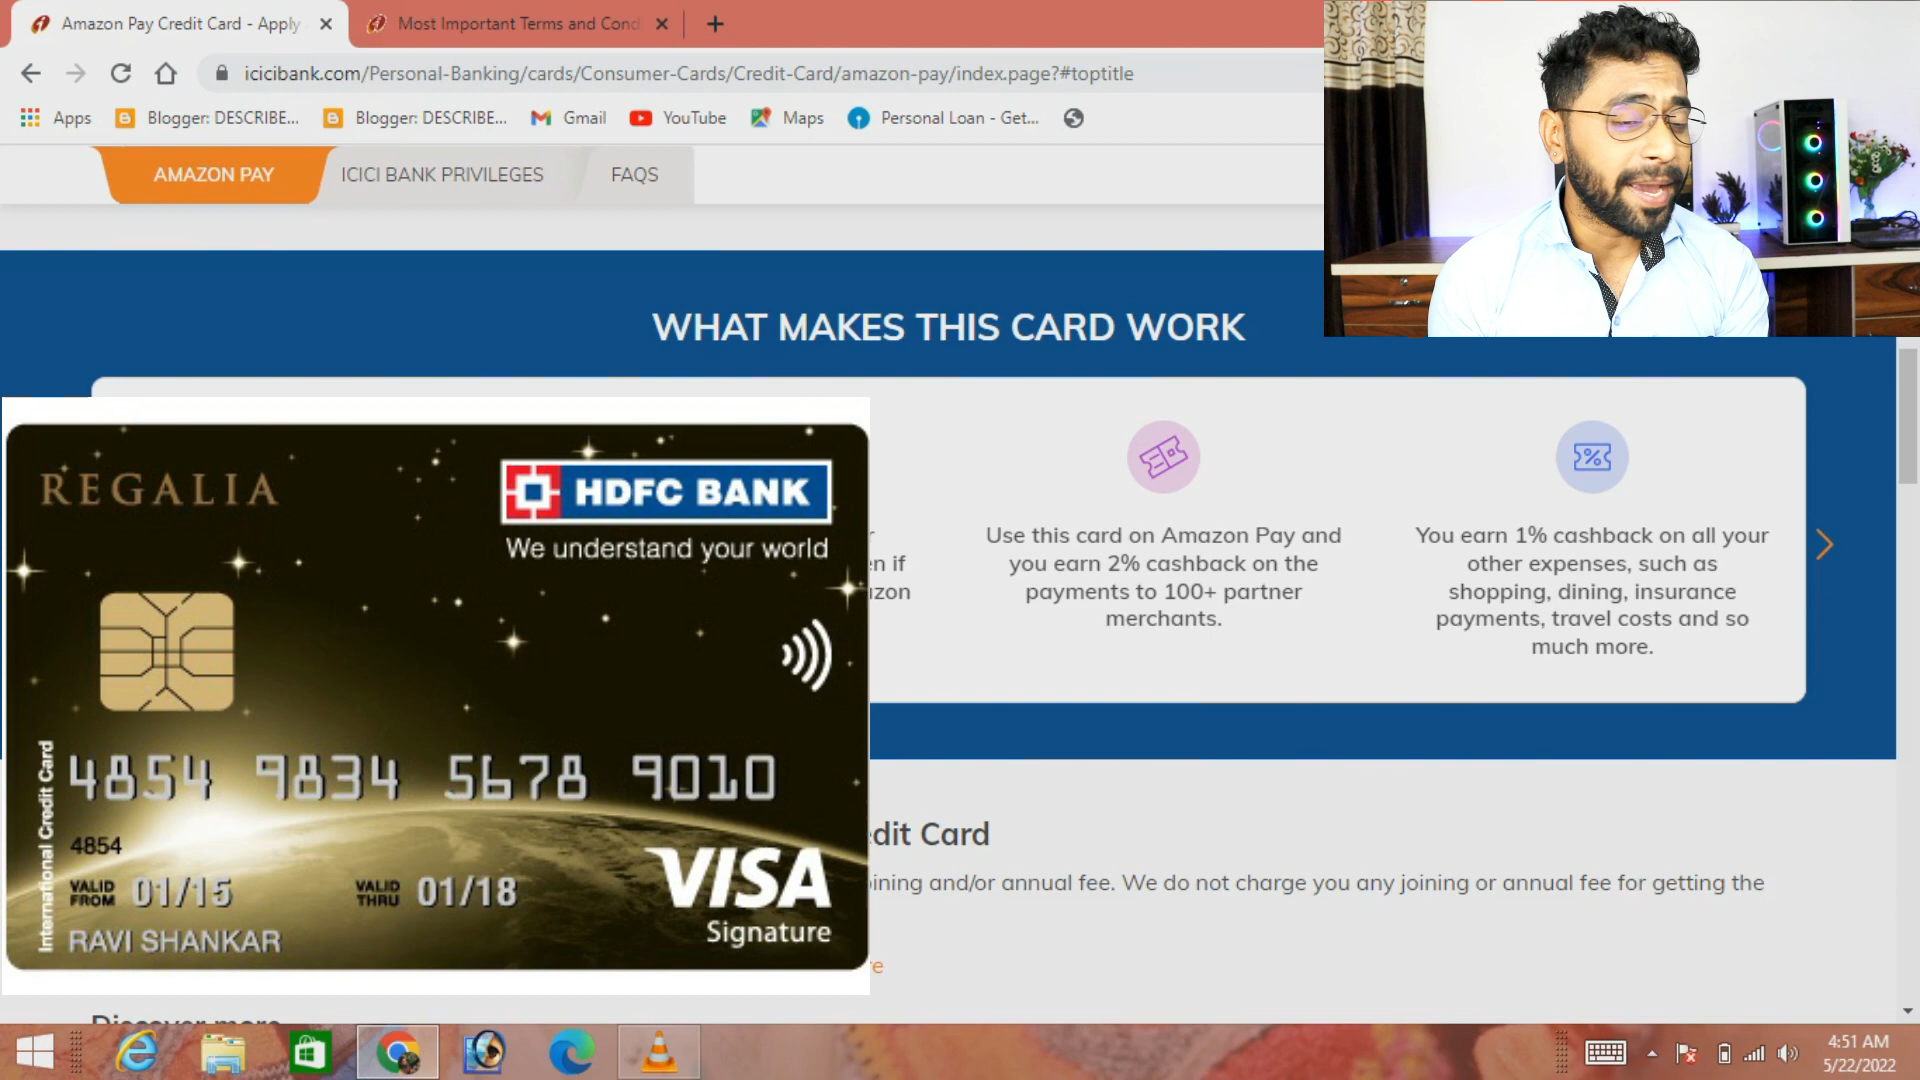 Amazon Pay Credit Card - Apply
Most Important Terms and Cond
icicibank.com/Personal-Banking/cards/Consumer-Cards/Credit-Card/amazon-pay/index.page?#toptitle
Apps
Blogger: DESCRIBE...
Blogger: DESCRIBE...
Gmail
YouTube
Maps
Personal Loan - Get...
AMAZON PAY
ICICI BANK PRIVILEGES
FAQS
WHAT MAKES THIS CARD WORK
REGALIA
HDFC BANK
We understand your world
4854 9834 5678 9010
4854
VALID FROM 01/15
VALID THRU 01/18
RAVI SHANKAR
International Credit Card
VISA
Signature
en if
Use this card on Amazon Pay and
you earn 2% cashback on the
payments to 100+ partner
merchants.
You earn 1% cashback on all your
other expenses, such as
shopping, dining, insurance
payments, travel costs and so
much more.
dit Card
ining and/or annual fee. We do not charge you any joining or annual fee for getting the
Discover more
4:51 AM
5/22/2022